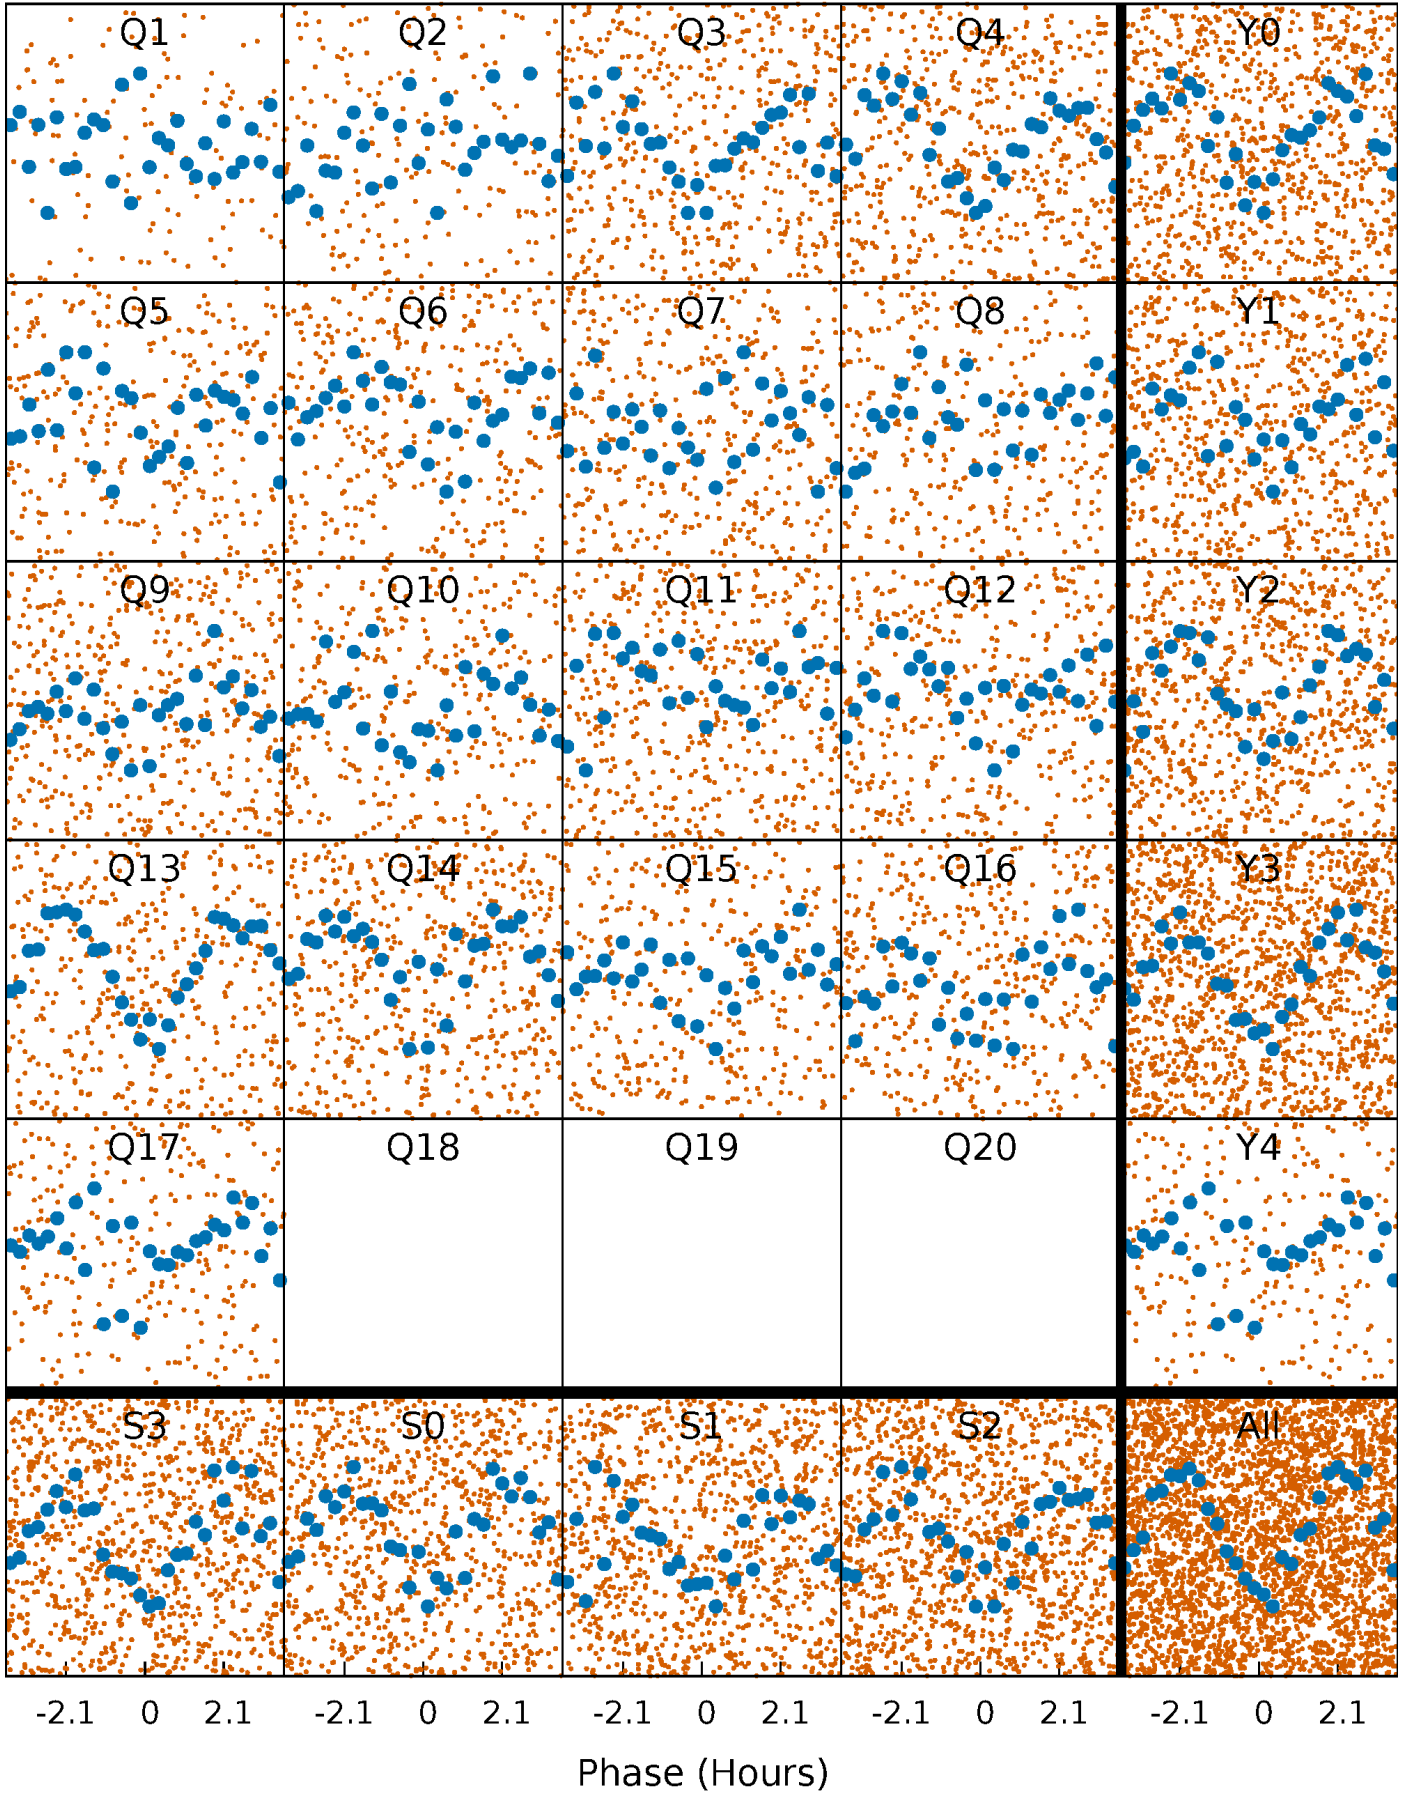 Q1 Q2 Q3 Q4 Y0
Q5 Q6 Q7 Q8 Y1
Q9 Q10 Q11 Q12 Y2
Q13 Q14 Q15 Q16 Y3
Q17 Q18 Q19 Q20 Y4
S3 S0 S1 S2 All
-2.1 0 2.1 -2.1 0 2.1 -2.1 0 2.1 -2.1 0 2.1 -2.1 0 2.1
Phase (Hours)